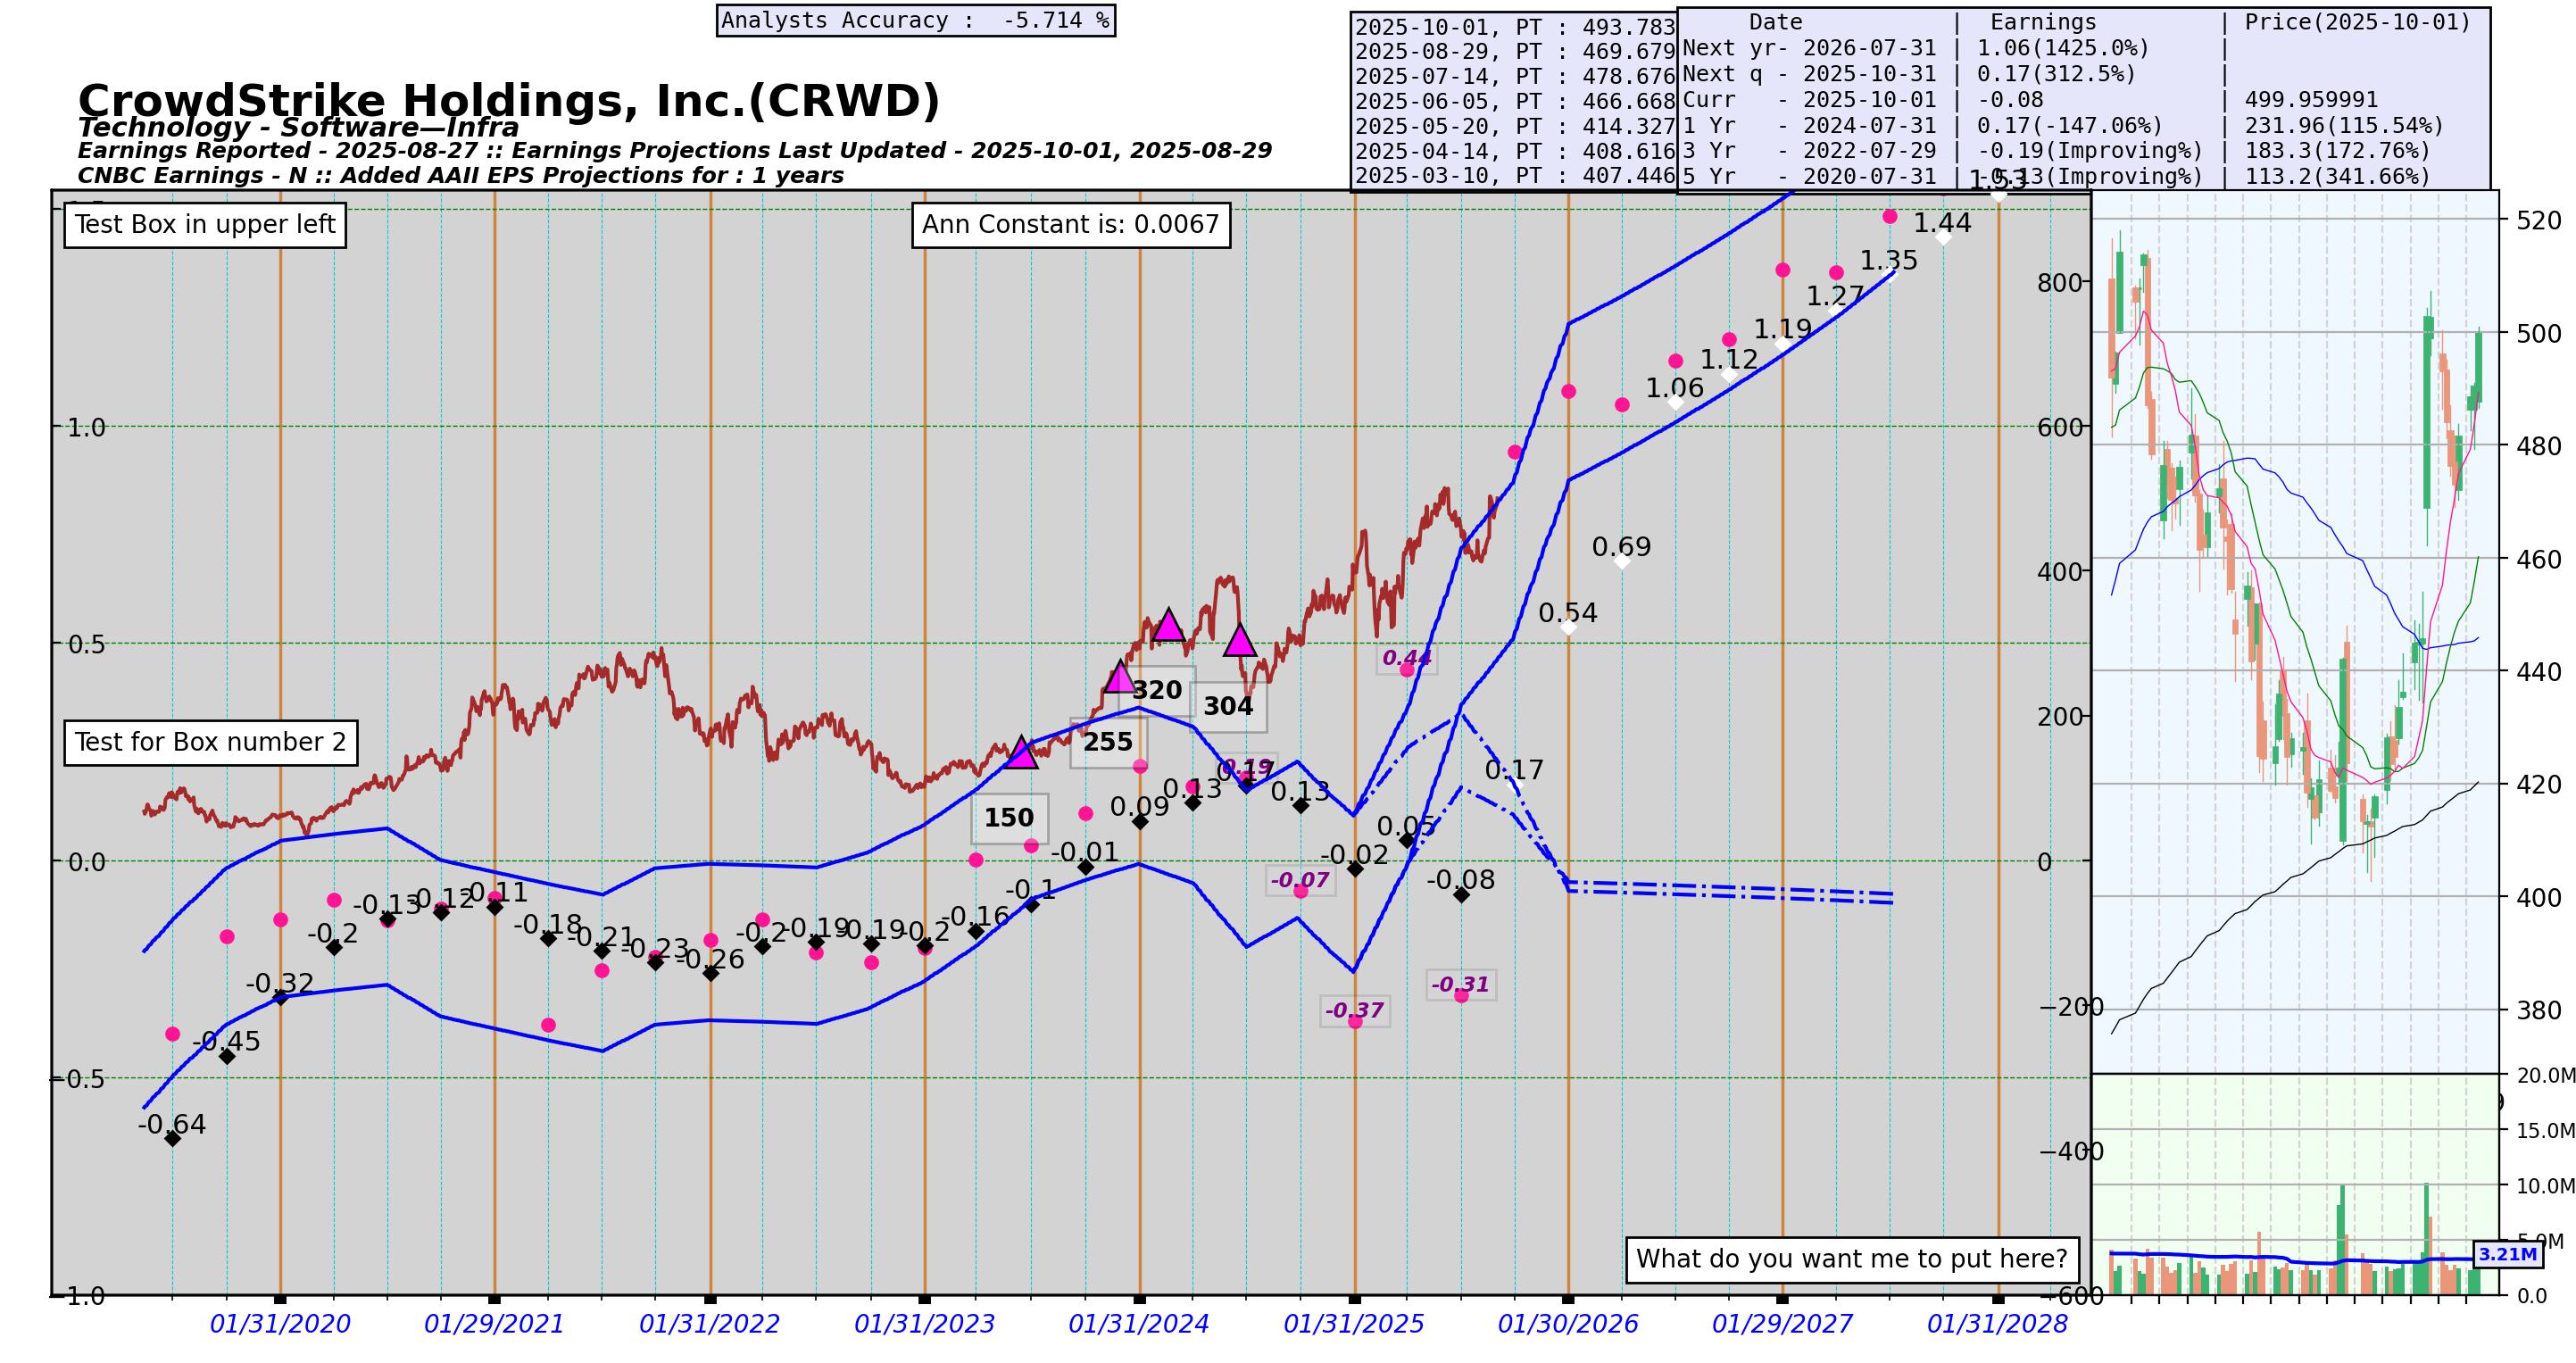 Analysts Accuracy :  -5.714 %
2025-10-01, PT : 493.783
2025-08-29, PT : 469.679
2025-07-14, PT : 478.676
2025-06-05, PT : 466.668
2025-05-20, PT : 414.327
2025-04-14, PT : 408.616
2025-03-10, PT : 407.446
Date | Earnings | Price(2025-10-01)
Next yr- 2026-07-31 | 1.06(1425.0%) |
Next q - 2025-10-31 | 0.17(312.5%) |
Curr - 2025-10-01 | -0.08 | 499.959991
1 Yr - 2024-07-31 | 0.17(-147.06%) | 231.96(115.54%)
3 Yr - 2022-07-29 | -0.19(Improving%) | 183.3(172.76%)
5 Yr - 2020-07-31 | -0.13(Improving%) | 113.2(341.66%)
CrowdStrike Holdings, Inc.(CRWD)
Technology - Software—Infra
Earnings Reported - 2025-08-27 :: Earnings Projections Last Updated - 2025-10-01, 2025-08-29
CNBC Earnings - N :: Added AAII EPS Projections for : 1 years
Test Box in upper left
Ann Constant is: 0.0067
Test for Box number 2
What do you want me to put here?
1.0
0.5
0.0
−0.5
−1.0
-0.64
-0.45
-0.32
-0.2
-0.13
-0.12
-0.11
-0.18
-0.21
-0.23
-0.26
-0.2
-0.19
-0.19
-0.2
-0.16
-0.1
-0.01
0.09
0.13
0.17
0.13
-0.02
0.05
-0.08
0.17
0.54
0.69
1.06
1.12
1.19
1.27
1.35
1.44
1.53
150
255
320
304
0.19
-0.07
-0.37
0.44
-0.31
800
600
400
200
0
−200
−400
−600
520
500
480
460
440
420
400
380
20.0M
15.0M
10.0M
5.0M
0.0
3.21M
01/31/2020
01/29/2021
01/31/2022
01/31/2023
01/31/2024
01/31/2025
01/30/2026
01/29/2027
01/31/2028